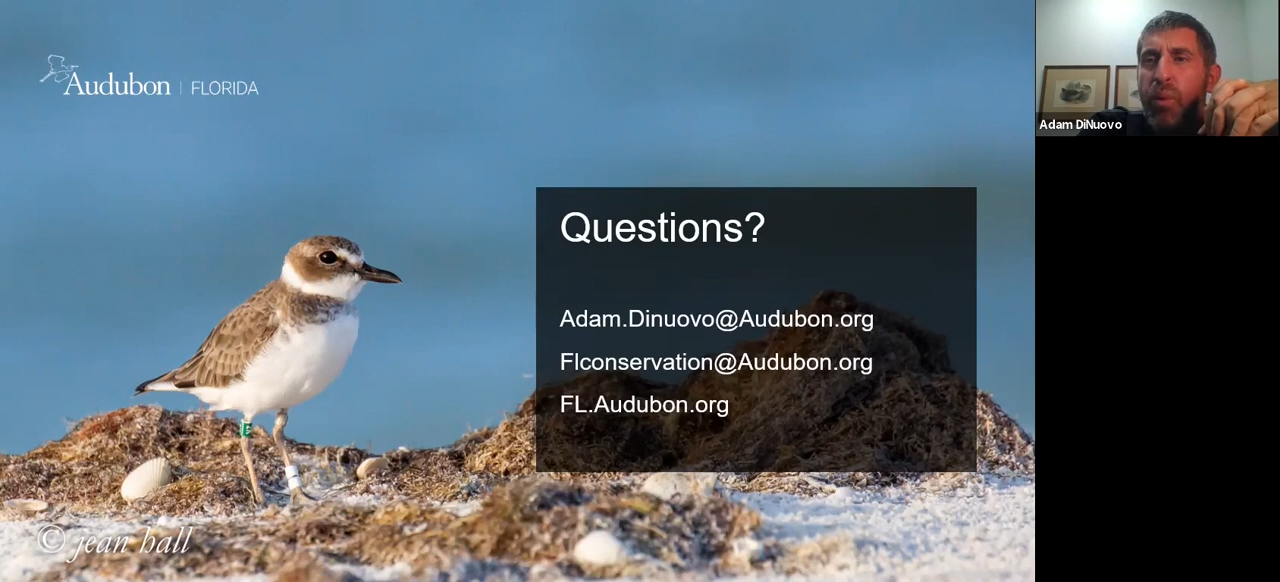 Audubon | FLORIDA
Adam DiNuovo
Questions?
Adam.Dinuovo@Audubon.org
Flconservation@Audubon.org
FL.Audubon.org
© jean hall